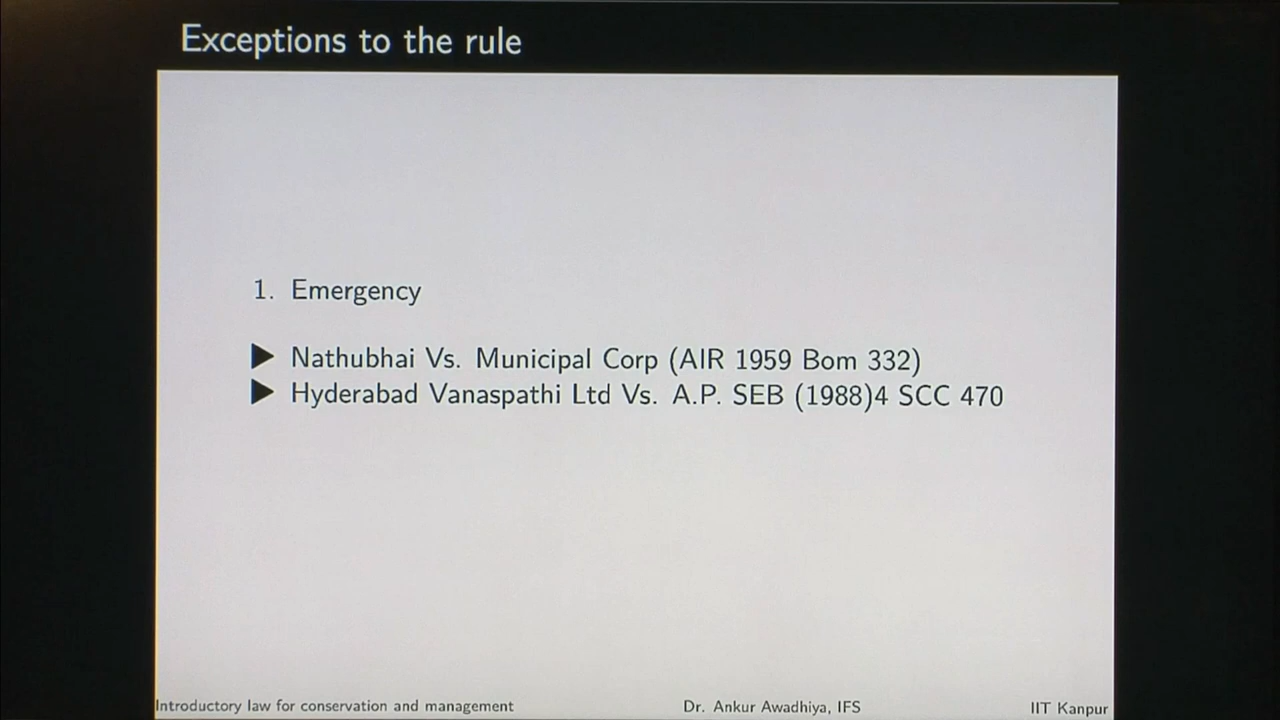 Exceptions to the rule
1. Emergency
▶ Nathubhai Vs. Municipal Corp (AIR 1959 Bom 332)
▶ Hyderabad Vanaspathi Ltd Vs. A.P. SEB (1988)4 SCC 470
Introductory law for conservation and management Dr. Ankur Awadhiya, IFS IIT Kanpur